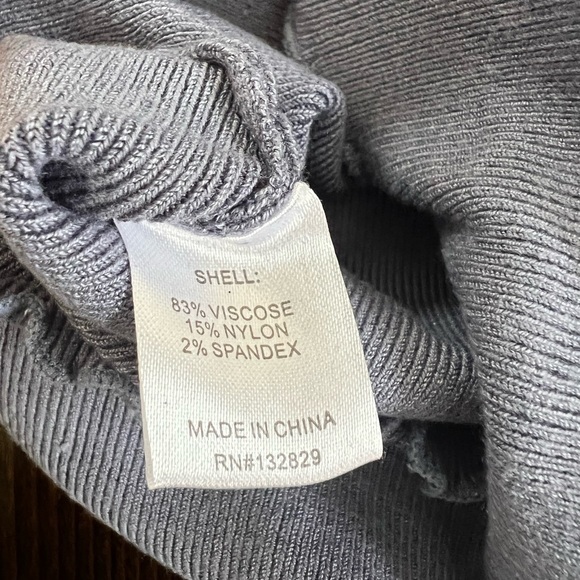 SHELL:
83% VISCOSE
15% NYLON
2% SPANDEX
MADE IN CHINA
RN#132829